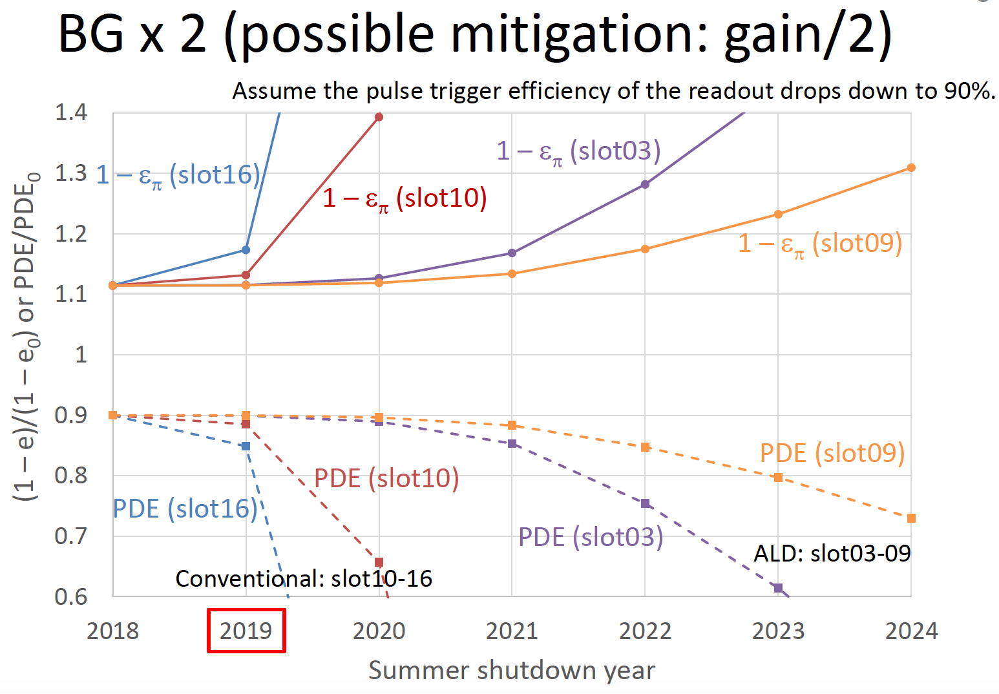 BG x 2 (possible mitigation: gain/2)
Assume the pulse trigger efficiency of the readout drops down to 90%.
(1 – e)/(1 – e₀) or PDE/PDE₀
1.4
1.3
1.2
1.1
1
0.9
0.8
0.7
0.6
1 – επ (slot16)
1 – επ (slot10)
1 – επ (slot03)
1 – επ (slot09)
PDE (slot16)
PDE (slot10)
PDE (slot03)
PDE (slot09)
Conventional: slot10-16
ALD: slot03-09
2018 2019 2020 2021 2022 2023 2024
Summer shutdown year